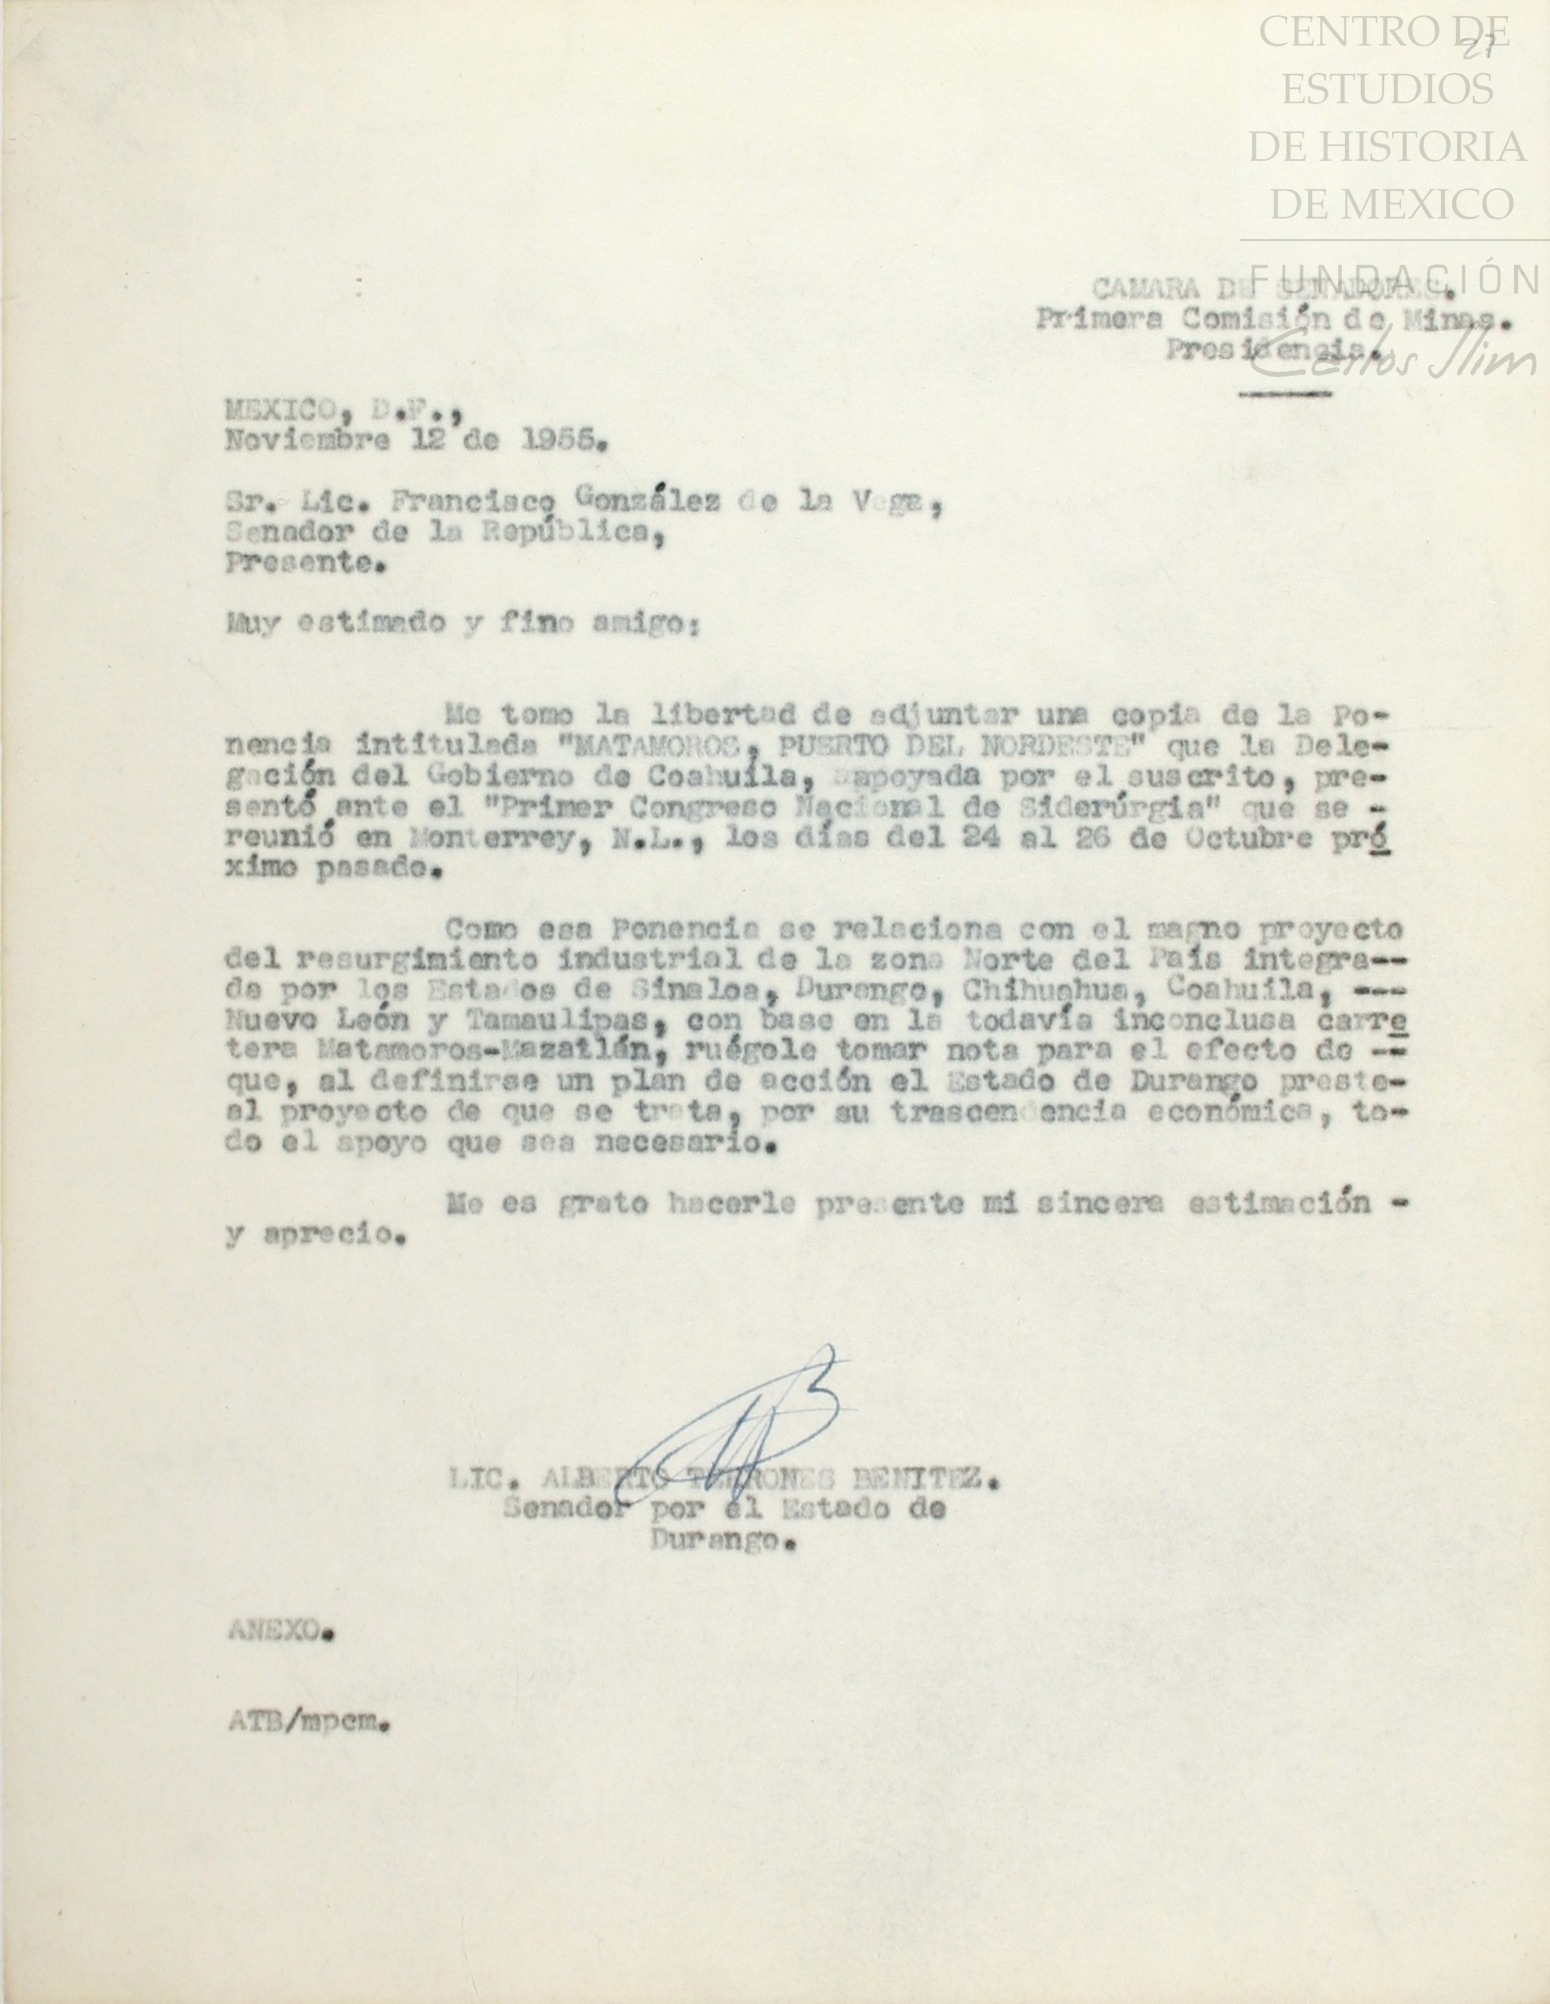 CENTRO DE
27
ESTUDIOS
DE HISTORIA
DE MEXICO
FUNDACIÓN
Carlos Slim
CAMARA DE SENADORES.
Primera Comisión de Minas.
Presidencia.
MEXICO, D.F.,
Noviembre 12 de 1955.
Sr. Lic. Francisco González de la Vega,
Senador de la República,
Presente.
Muy estimado y fino amigo:
Me tomo la libertad de adjuntar una copia de la Po-
nencia intitulada "MATAMOROS, PUERTO DEL NORDESTE" que la Dele-
gación del Gobierno de Coahuila, apoyada por el suscrito, pre-
sentó ante el "Primer Congreso Nacional de Siderúrgia" que se -
reunió en Monterrey, N.L., los días del 24 al 26 de Octubre pró
ximo pasado.
Como esa Ponencia se relaciona con el magno proyecto
del resurgimiento industrial de la zona Norte del País integra--
da por los Estados de Sinaloa, Durango, Chihuahua, Coahuila, ---
Nuevo León y Tamaulipas, con base en la todavía inconclusa carre
tera Matamoros-Mazatlán, ruégole tomar nota para el efecto de --
que, al definirse un plan de acción el Estado de Durango preste-
al proyecto de que se trata, por su trascendencia económica, to-
do el apoyo que sea necesario.
Me es grato hacerle presente mi sincera estimación -
y aprecio.
LIC. ALBERTO TERRONES BENITEZ.
Senador por el Estado de
Durango.
ANEXO.
ATB/mpcm.